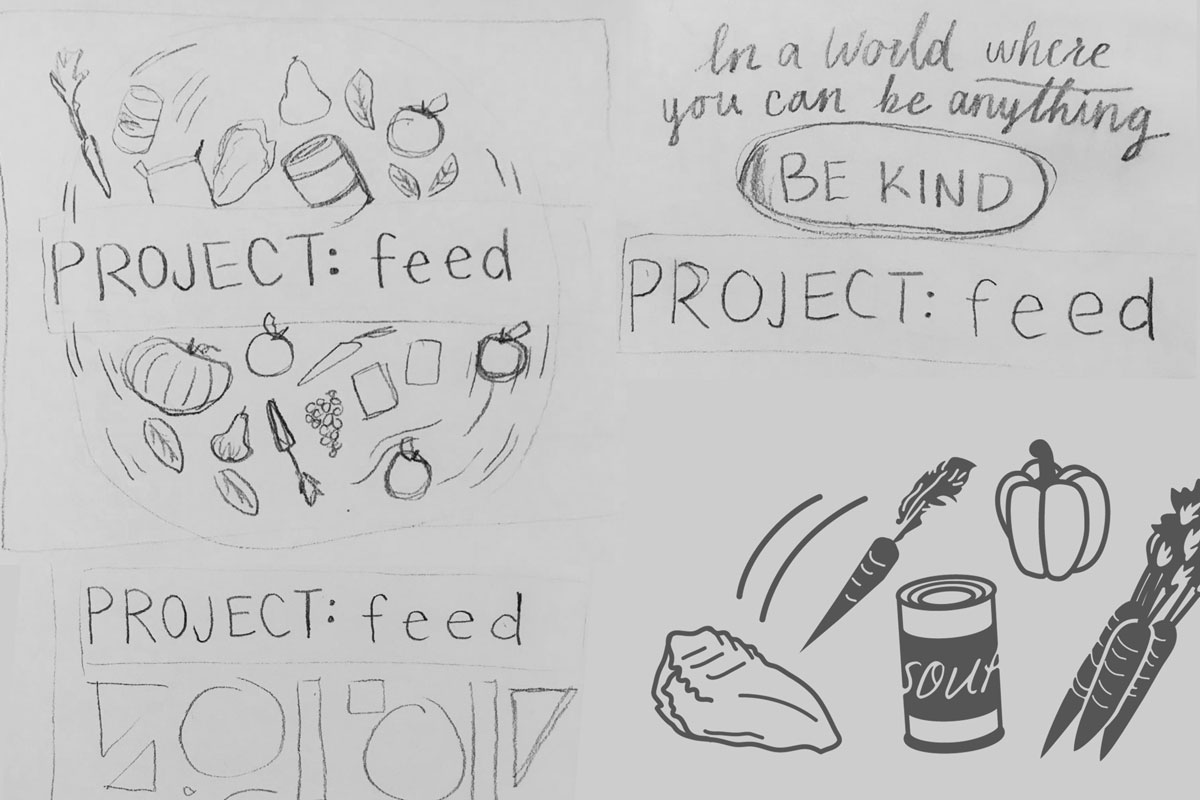 PROJECT: feed
In a World where
you can be anything
BE KIND
PROJECT: feed
PROJECT: feed
SOUP